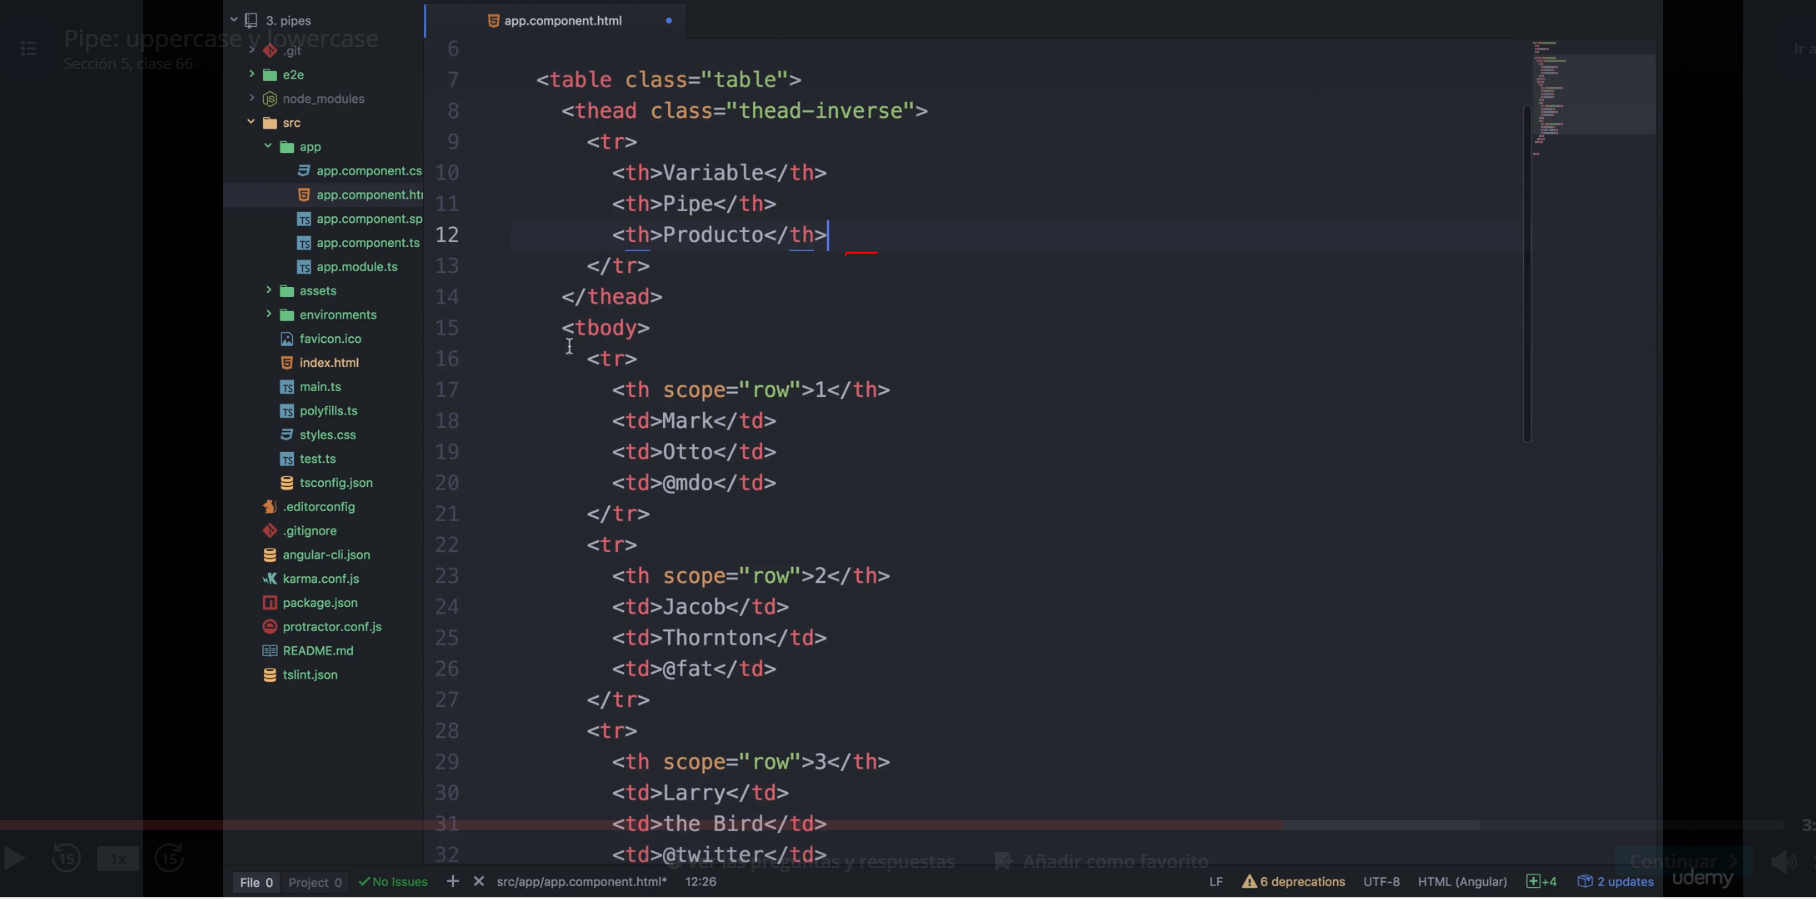 Pipe: uppercase y lowercase
Sección 5, clase 66
Ir a
3. pipes
.git
e2e
node_modules
src
app
app.component.cs
app.component.htm
app.component.sp
app.component.ts
app.module.ts
assets
environments
favicon.ico
index.html
main.ts
polyfills.ts
styles.css
test.ts
tsconfig.json
.editorconfig
.gitignore
angular-cli.json
karma.conf.js
package.json
protractor.conf.js
README.md
tslint.json
app.component.html
6
7 <table class="table">
8 <thead class="thead-inverse">
9 <tr>
10 <th>Variable</th>
11 <th>Pipe</th>
12 <th>Producto</th>
13 </tr>
14 </thead>
15 <tbody>
16 <tr>
17 <th scope="row">1</th>
18 <td>Mark</td>
19 <td>Otto</td>
20 <td>@mdo</td>
21 </tr>
22 <tr>
23 <th scope="row">2</th>
24 <td>Jacob</td>
25 <td>Thornton</td>
26 <td>@fat</td>
27 </tr>
28 <tr>
29 <th scope="row">3</th>
30 <td>Larry</td>
31 <td>the Bird</td>
32 <td>@twitter</td>
15 1x 15
Ver las preguntas y respuestas
Añadir como favorito
Continuar
udemy
File 0 Project 0 No Issues + × src/app/app.component.html* 12:26
LF 6 deprecations UTF-8 HTML (Angular) +4 2 updates